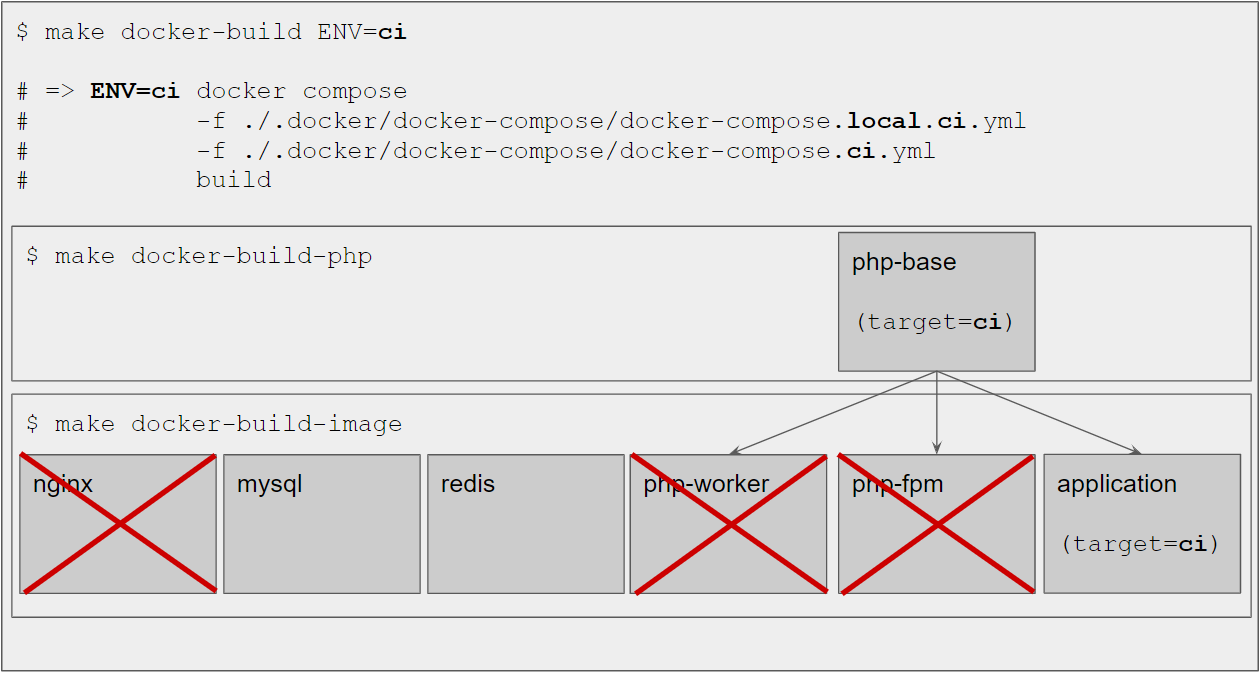 $ make docker-build ENV=ci
# => ENV=ci docker compose
# -f ./.docker/docker-compose/docker-compose.local.ci.yml
# -f ./.docker/docker-compose/docker-compose.ci.yml
# build
$ make docker-build-php
php-base
(target=ci)
$ make docker-build-image
nginx
mysql
redis
php-worker
php-fpm
application
(target=ci)